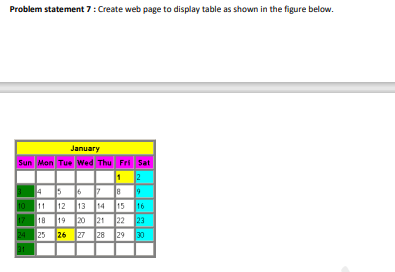 Problem statement 7 : Create web page to display table as shown in the figure below.
January
Sun Mon Tue Wed Thu Fri Sat
1 2
3 4 5 6 7 8 9
10 11 12 13 14 15 16
17 18 19 20 21 22 23
24 25 26 27 28 29 30
31